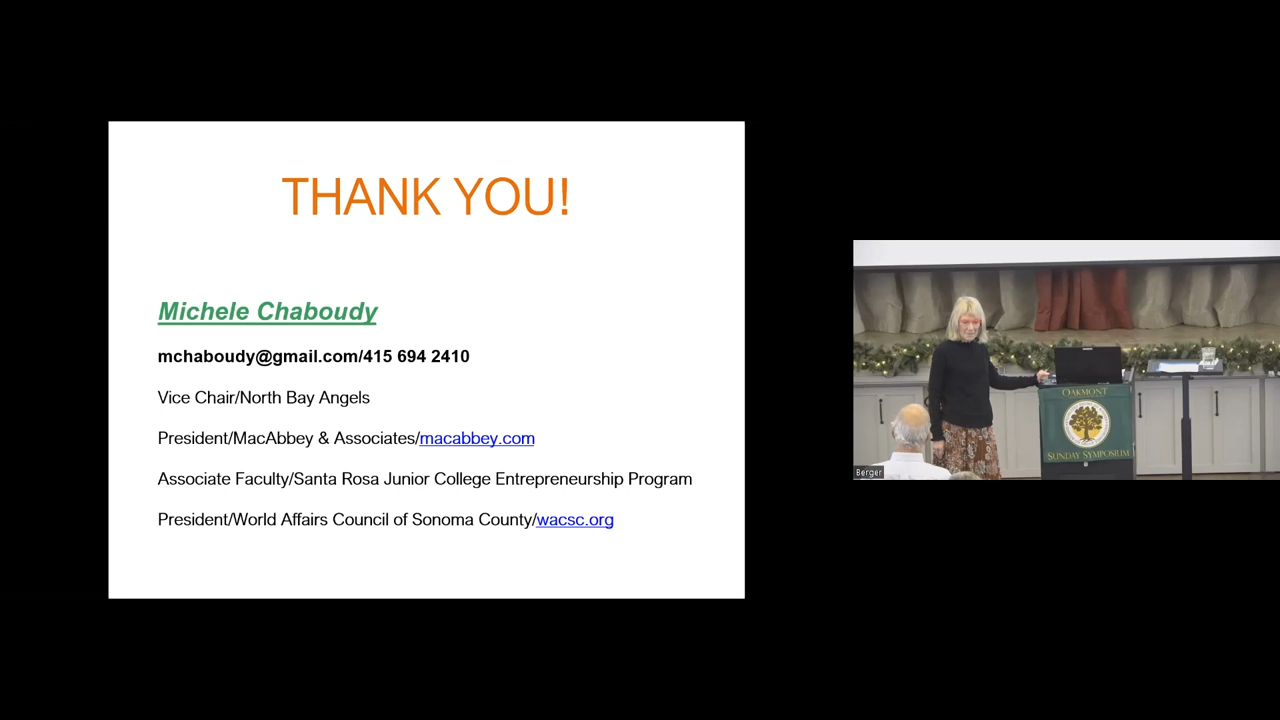 THANK YOU!
Michele Chaboudy
mchaboudy@gmail.com/415 694 2410
Vice Chair/North Bay Angels
President/MacAbbey & Associates/macabbey.com
Associate Faculty/Santa Rosa Junior College Entrepreneurship Program
President/World Affairs Council of Sonoma County/wacsc.org
OAKMONT
SUNDAY SYMPOSIUM
Berger